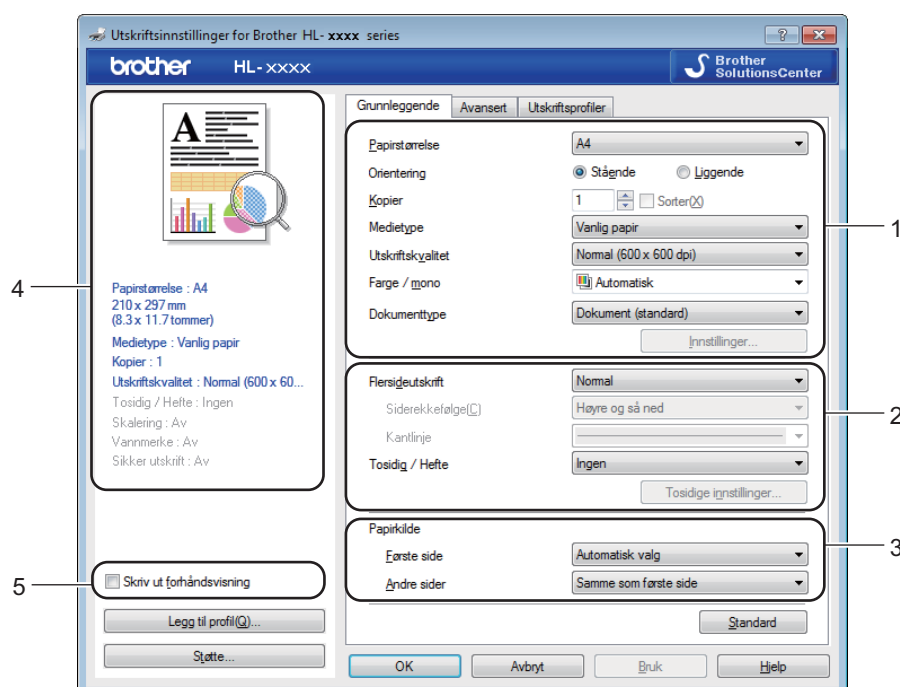 Utskriftsinnstillinger for Brother HL- xxxx series
brother HL-xxxx
Brother
SolutionsCenter
Grunnleggende Avansert Utskriftsprofiler
A
Papirstørrelse A4
Orientering Stående Liggende
Kopier 1 Sorter(X)
Medietype Vanlig papir
Utskriftskvalitet Normal (600 x 600 dpi)
Farge / mono Automatisk
Dokumenttype Dokument (standard)
Innstillinger...
1
4
Papirstørrelse : A4
210 x 297 mm
(8.3 x 11.7 tommer)
Medietype : Vanlig papir
Kopier : 1
Utskriftskvalitet : Normal (600 x 60...
Tosidig / Hefte : Ingen
Skalering : Av
Vannmerke : Av
Sikker utskrift : Av
Flersideutskrift Normal
Siderekkefølge(C) Høyre og så ned
Kantlinje
Tosidig / Hefte Ingen
Tosidige innstillinger...
2
Papirkilde
Første side Automatisk valg
Andre sider Samme som første side
3
5
Skriv ut forhåndsvisning
Legg til profil(Q)...
Støtte...
Standard
OK Avbryt Bruk Hjelp